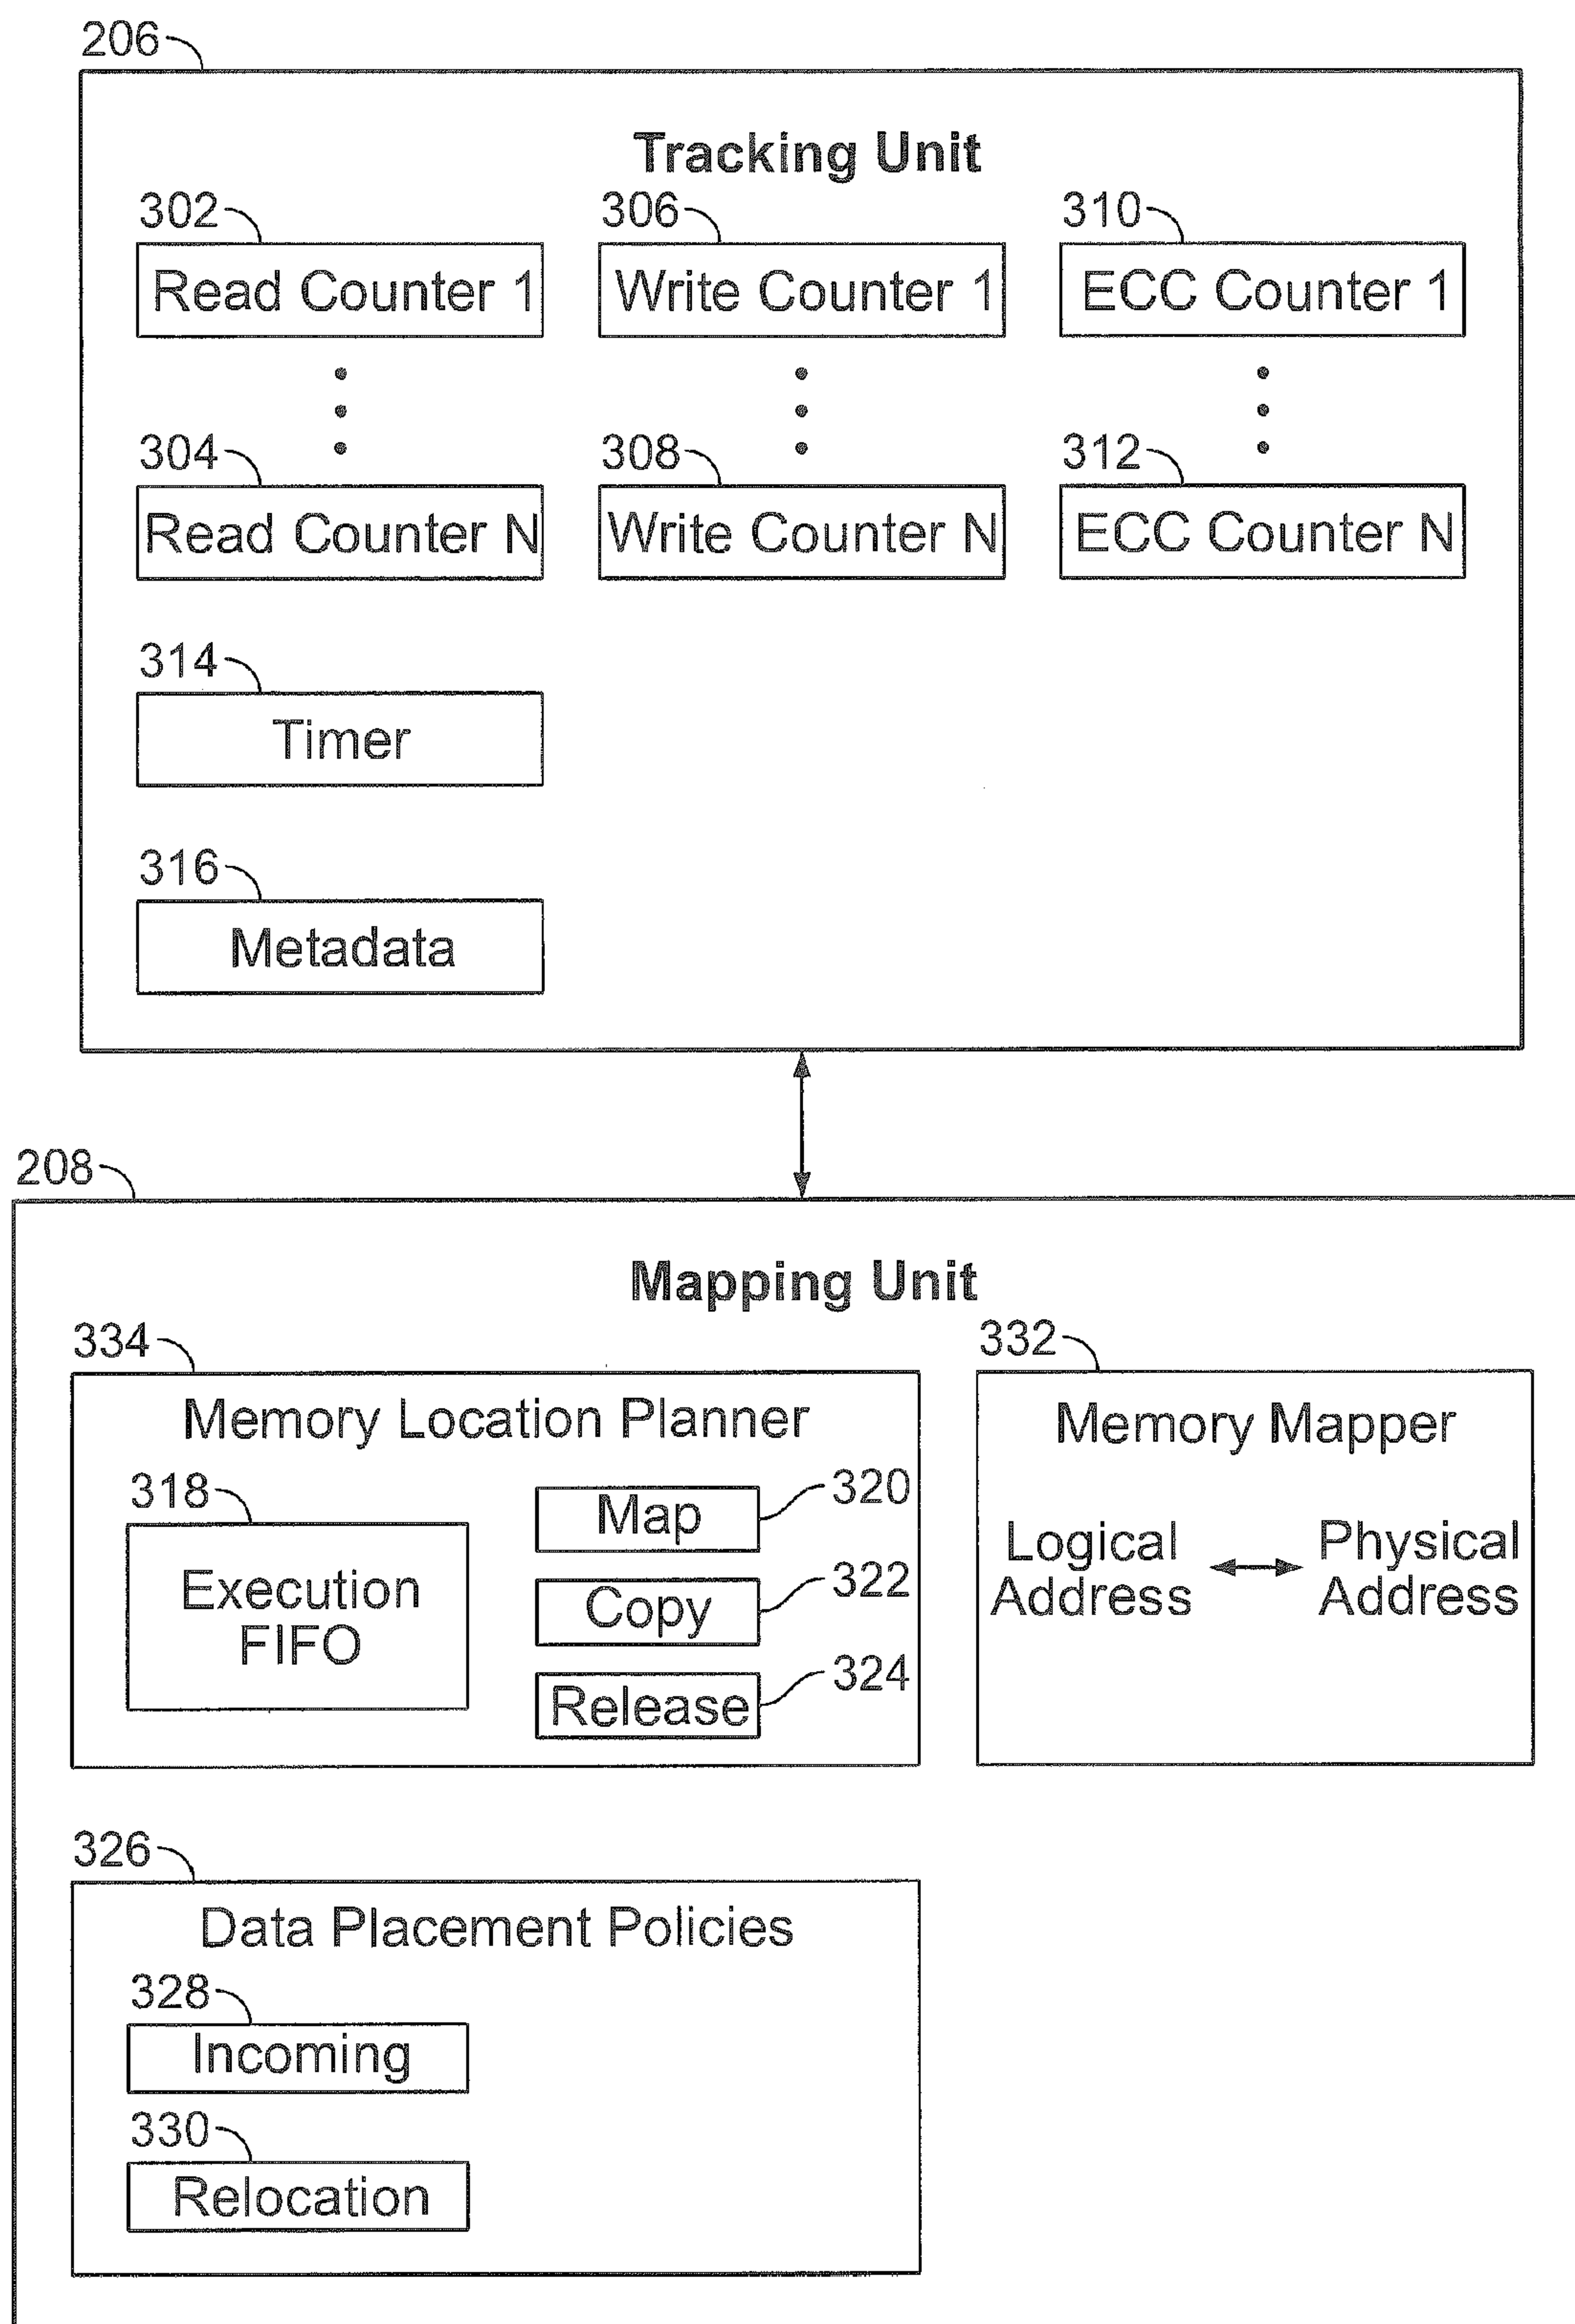 206
Tracking Unit
302 306 310
Read Counter 1 Write Counter 1 ECC Counter 1
304 308 312
Read Counter N Write Counter N ECC Counter N
314
Timer
316
Metadata
208
Mapping Unit
334 332
Memory Location Planner
Memory Mapper
318
Execution
FIFO
Map 320
Copy 322
Release 324
Logical Physical
Address Address
326
Data Placement Policies
328
Incoming
330
Relocation